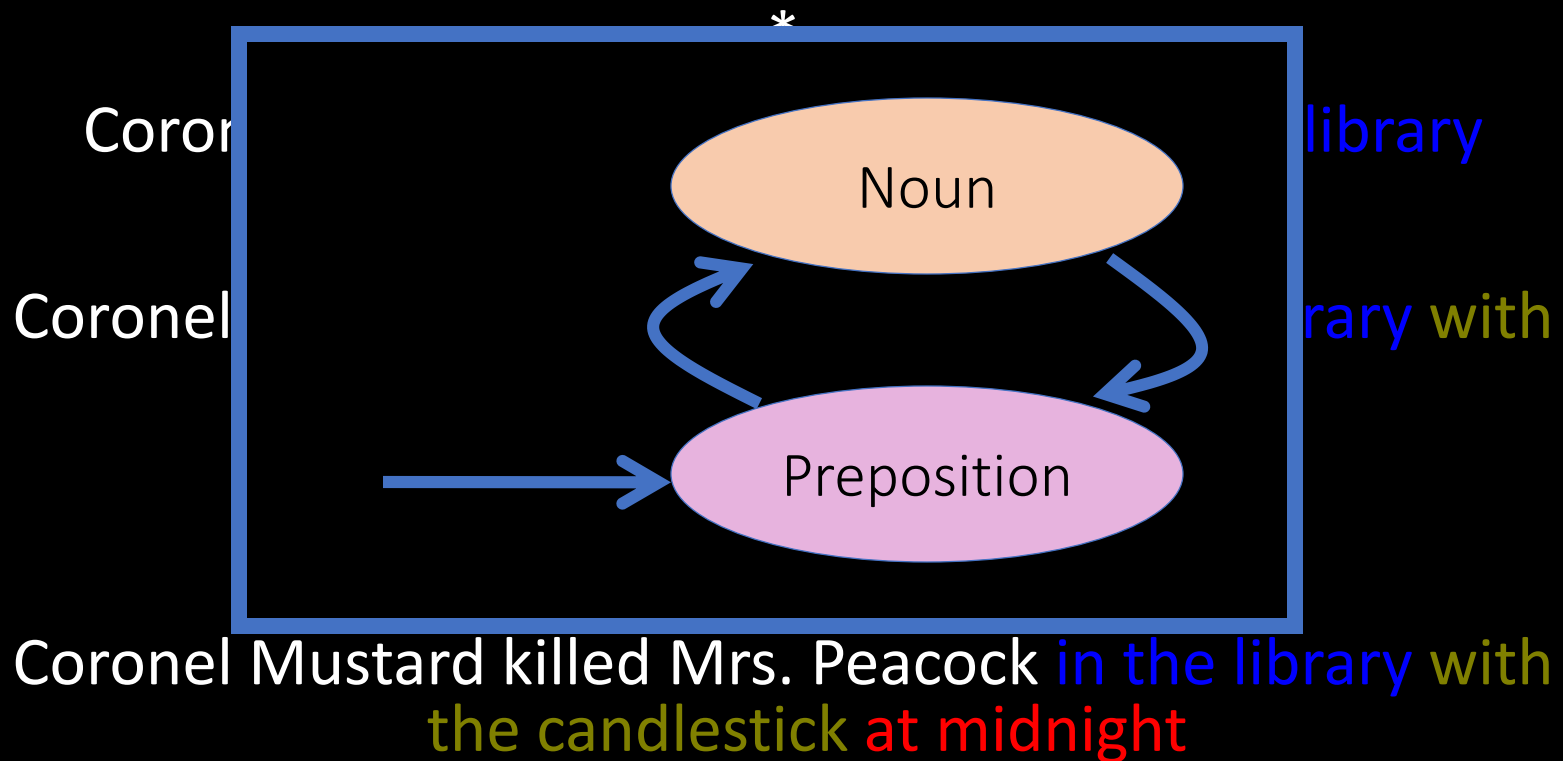 *
Coror library
Noun
Coronel rary with
Preposition
Coronel Mustard killed Mrs. Peacock in the library with
the candlestick at midnight